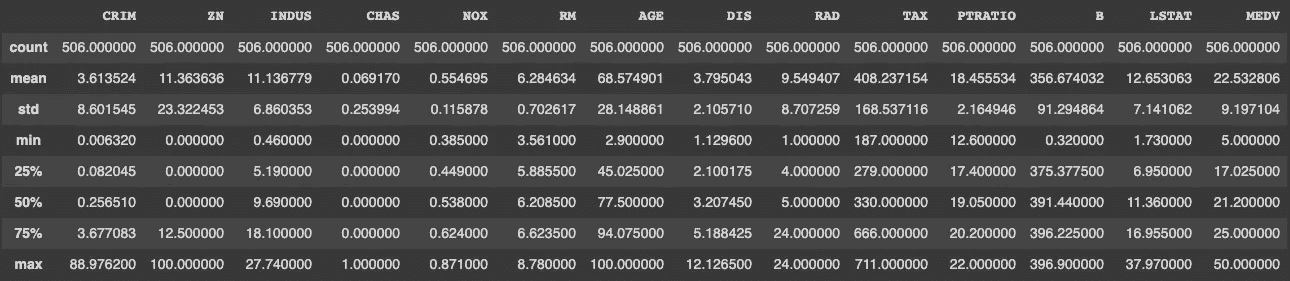 CRIM ZN INDUS CHAS NOX RM AGE DIS RAD TAX PTRATIO B LSTAT MEDV
count 506.000000 506.000000 506.000000 506.000000 506.000000 506.000000 506.000000 506.000000 506.000000 506.000000 506.000000 506.000000 506.000000 506.000000
mean 3.613524 11.363636 11.136779 0.069170 0.554695 6.284634 68.574901 3.795043 9.549407 408.237154 18.455534 356.674032 12.653063 22.532806
std 8.601545 23.322453 6.860353 0.253994 0.115878 0.702617 28.148861 2.105710 8.707259 168.537116 2.164946 91.294864 7.141062 9.197104
min 0.006320 0.000000 0.460000 0.000000 0.385000 3.561000 2.900000 1.129600 1.000000 187.000000 12.600000 0.320000 1.730000 5.000000
25% 0.082045 0.000000 5.190000 0.000000 0.449000 5.885500 45.025000 2.100175 4.000000 279.000000 17.400000 375.377500 6.950000 17.025000
50% 0.256510 0.000000 9.690000 0.000000 0.538000 6.208500 77.500000 3.207450 5.000000 330.000000 19.050000 391.440000 11.360000 21.200000
75% 3.677083 12.500000 18.100000 0.000000 0.624000 6.623500 94.075000 5.188425 24.000000 666.000000 20.200000 396.225000 16.955000 25.000000
max 88.976200 100.000000 27.740000 1.000000 0.871000 8.780000 100.000000 12.126500 24.000000 711.000000 22.000000 396.900000 37.970000 50.000000